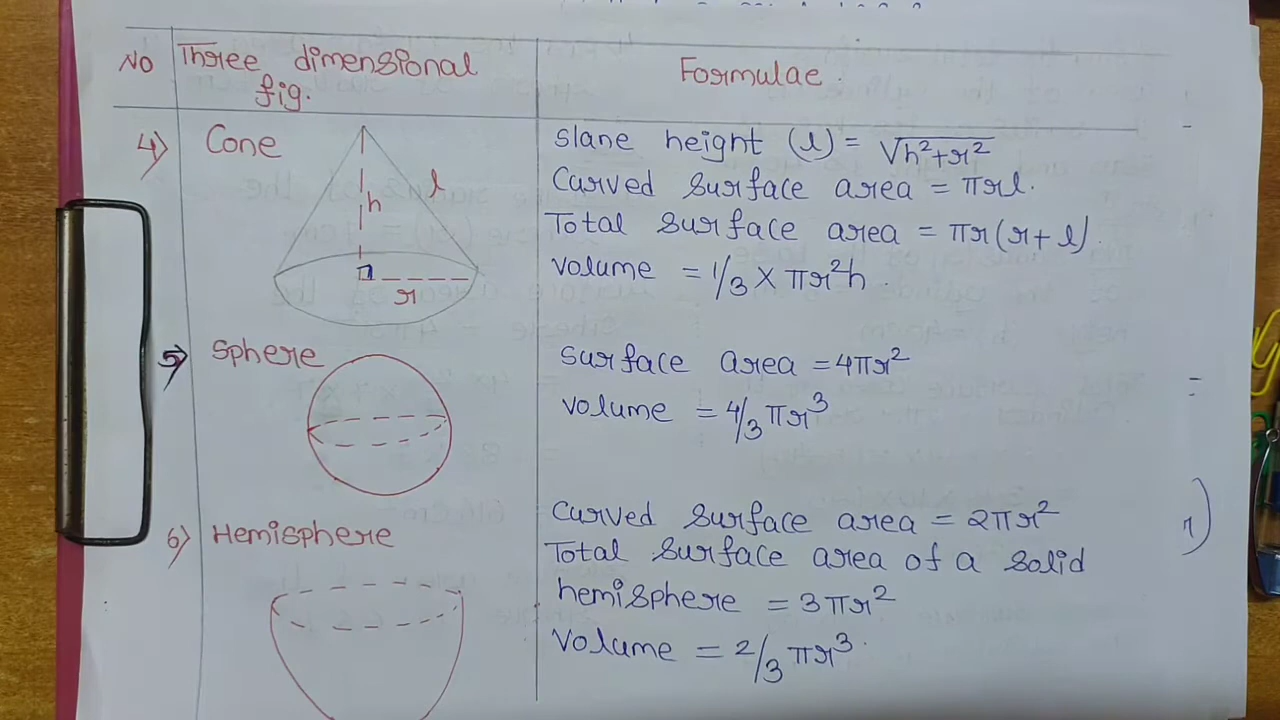 No Three dimensional fig. Formulae.
4) Cone
h
l
r
Slane height (l) = √h²+r²
Curved surface area = πrl.
Total surface area = πr(r+l).
Volume = 1/3 × πr²h.
5) Sphere
Surface area = 4πr²
Volume = 4/3 πr³
6) Hemisphere
Curved surface area = 2πr²
Total surface area of a solid
hemisphere = 3πr²
Volume = 2/3 πr³.